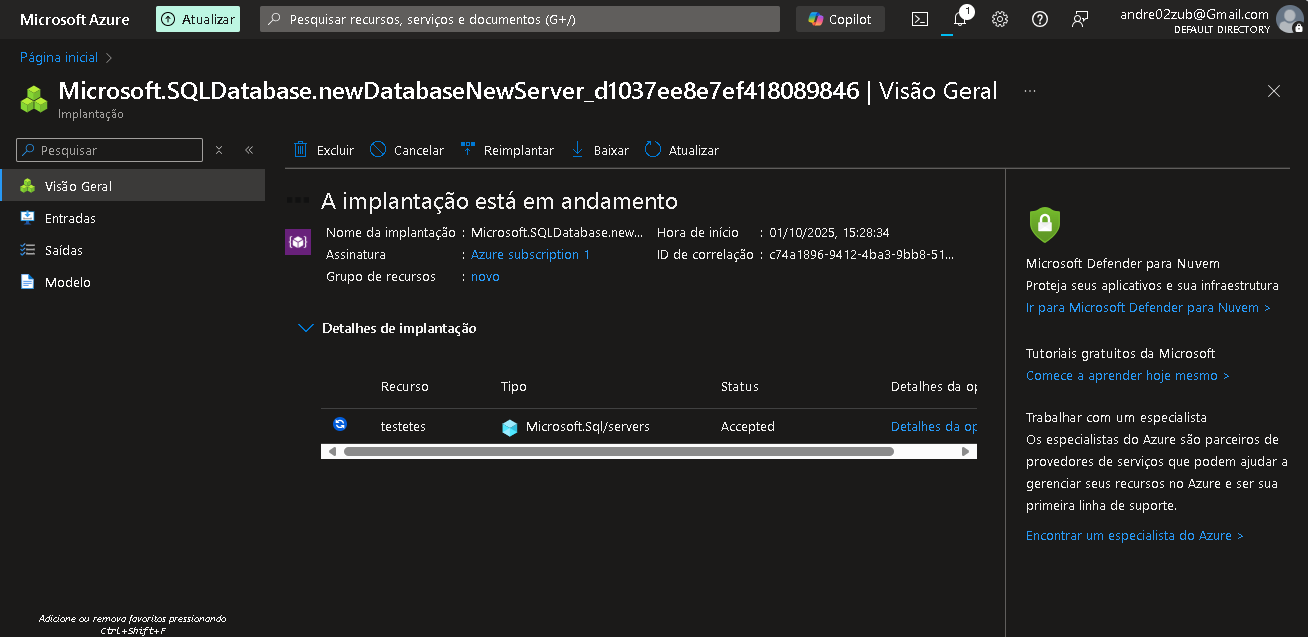 Microsoft Azure
Atualizar
Pesquisar recursos, serviços e documentos (G+/)
Copilot
1
andre02zub@Gmail.com
DEFAULT DIRECTORY
Página inicial >
Microsoft.SQLDatabase.newDatabaseNewServer_d1037ee8e7ef418089846 | Visão Geral ...
Implantação
Pesquisar
Visão Geral
Entradas
Saídas
Modelo
Excluir Cancelar Reimplantar Baixar Atualizar
A implantação está em andamento
Nome da implantação : Microsoft.SQLDatabase.new... Hora de início : 01/10/2025, 15:28:34
Assinatura : Azure subscription 1 ID de correlação : c74a1896-9412-4ba3-9bb8-51...
Grupo de recursos : novo
Detalhes de implantação
Recurso Tipo Status Detalhes da op
testetes Microsoft.Sql/servers Accepted Detalhes da op
Microsoft Defender para Nuvem
Proteja seus aplicativos e sua infraestrutura
Ir para Microsoft Defender para Nuvem >
Tutoriais gratuitos da Microsoft
Comece a aprender hoje mesmo >
Trabalhar com um especialista
Os especialistas do Azure são parceiros de
provedores de serviços que podem ajudar a
gerenciar seus recursos no Azure e ser sua
primeira linha de suporte.
Encontrar um especialista do Azure >
Adicione ou remova favoritos pressionando
Ctrl+Shift+F